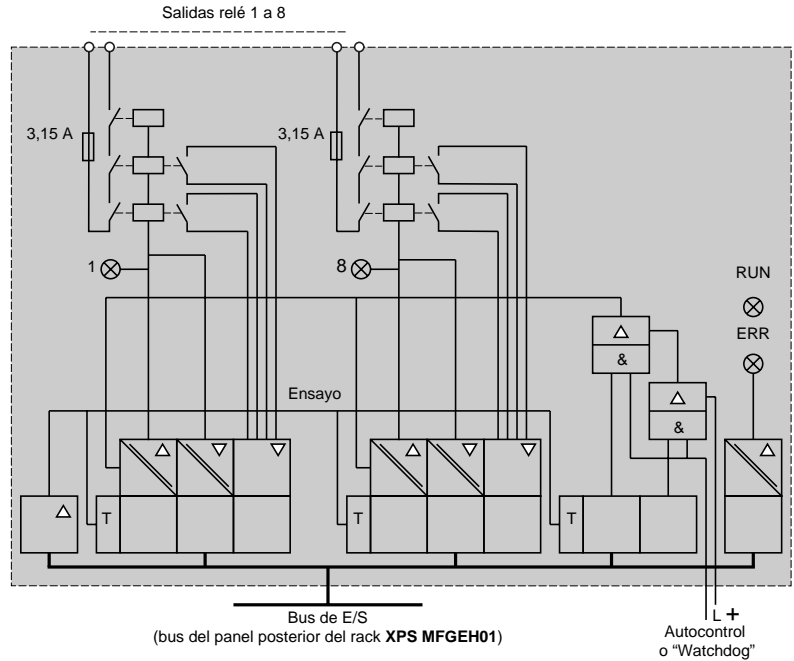 Salidas relé 1 a 8
3,15 A
3,15 A
1
8
RUN
ERR
&
&
Ensayo
T
T
T
L +
Bus de E/S
(bus del panel posterior del rack XPS MFGEH01)
Autocontrol
o “Watchdog”